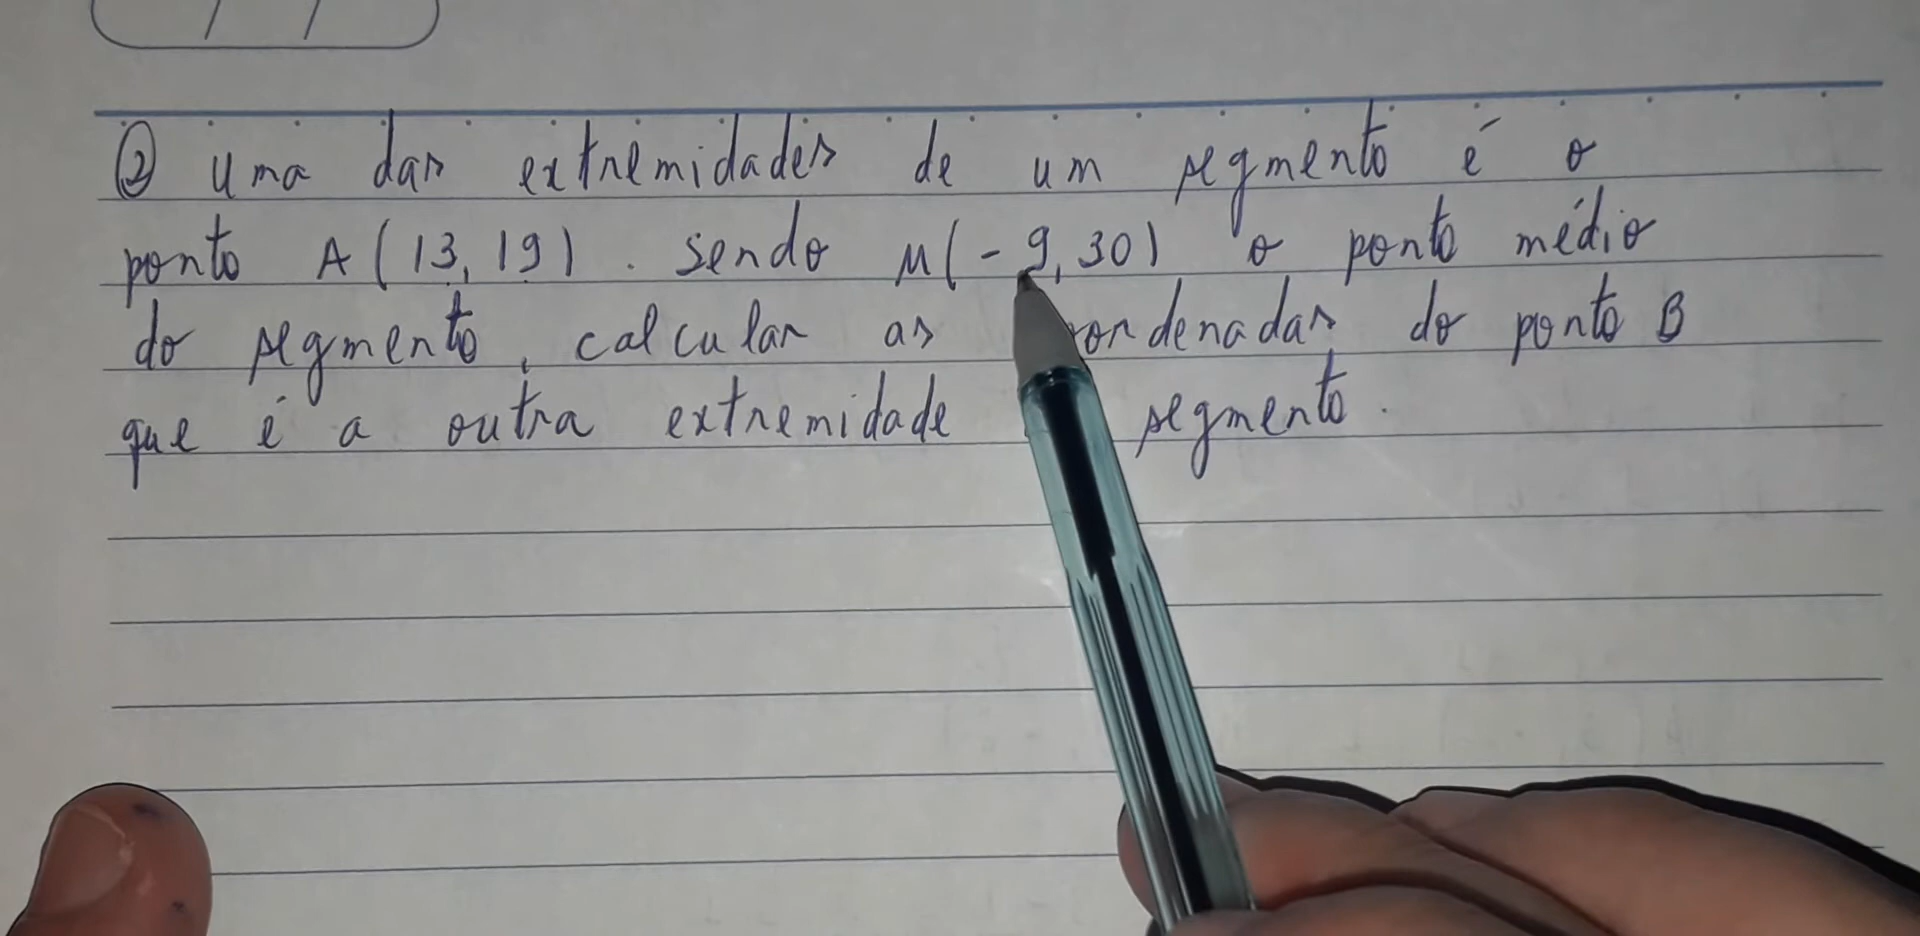 ② Uma das extremidades de um segmento é o
ponto A(13,19). Sendo M(-9,30) o ponto médio
do segmento, calcular as ordenadas do ponto B
que é a outra extremidade segmento.